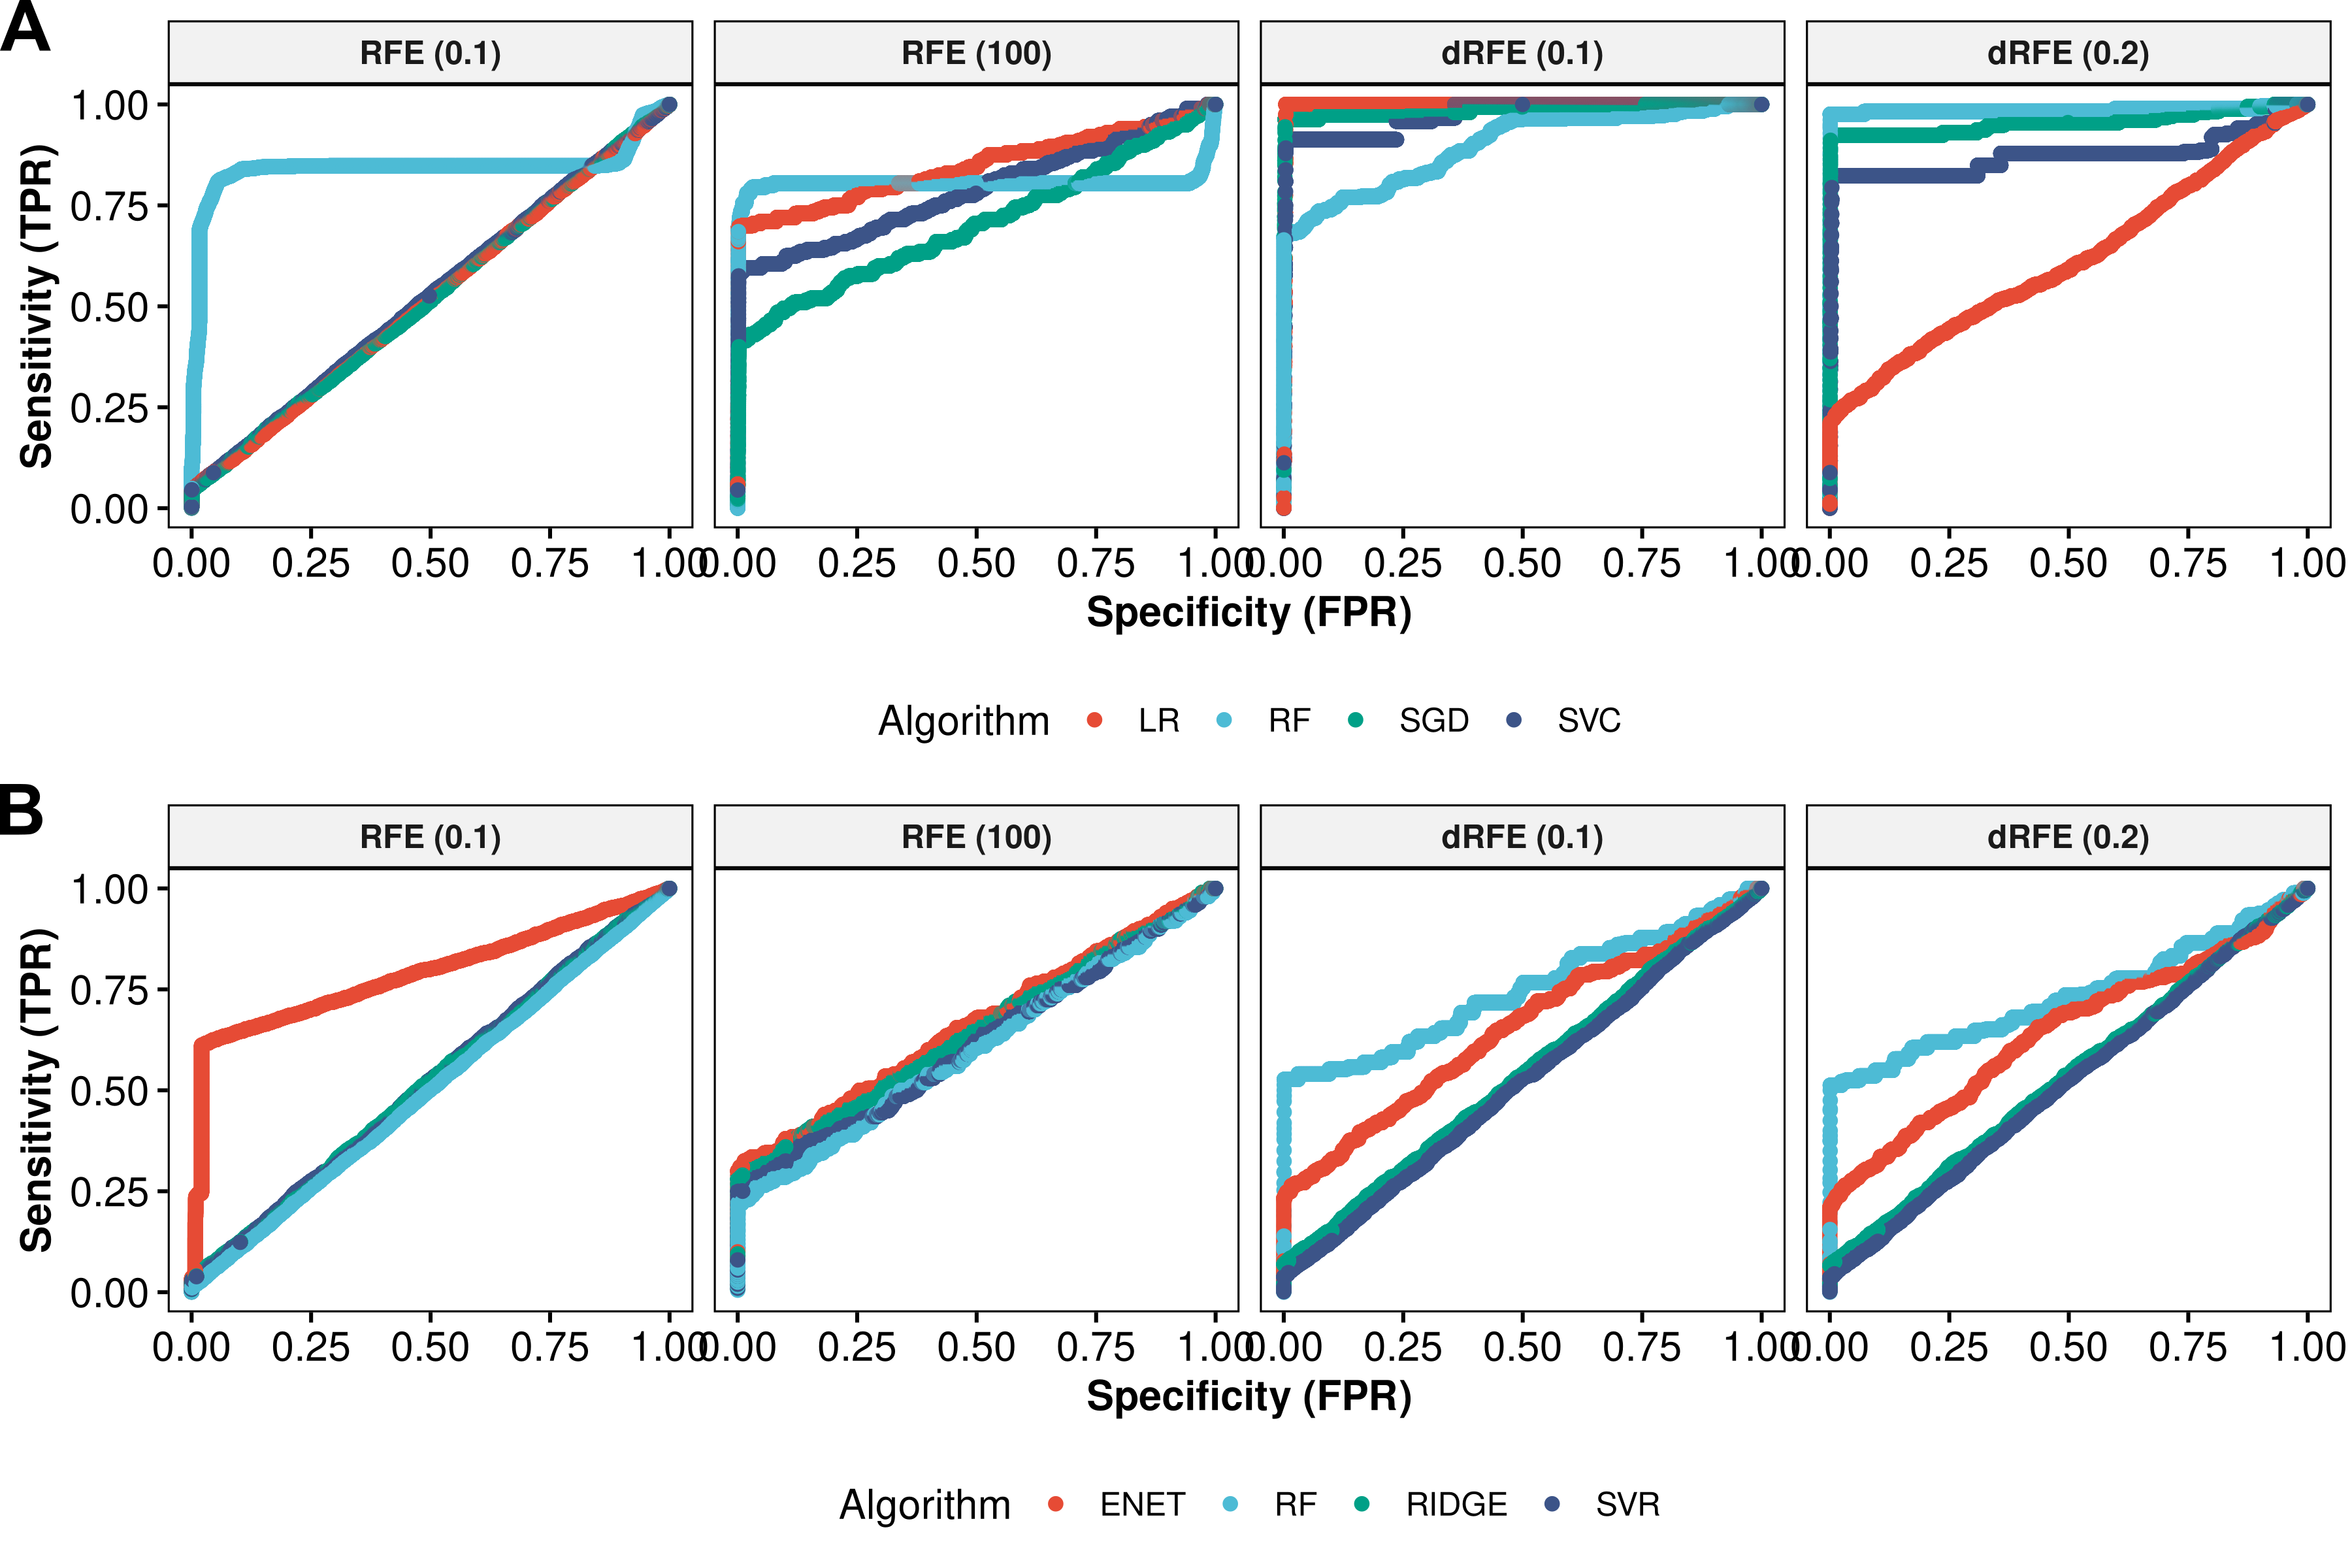 A
RFE (0.1) RFE (100) dRFE (0.1) dRFE (0.2)
Sensitivity (TPR)
1.00
0.75
0.50
0.25
0.00
0.00 0.25 0.50 0.75 1.00 0.00 0.25 0.50 0.75 1.00 0.00 0.25 0.50 0.75 1.00 0.00 0.25 0.50 0.75 1.00
Specificity (FPR)
Algorithm LR RF SGD SVC
B
RFE (0.1) RFE (100) dRFE (0.1) dRFE (0.2)
Sensitivity (TPR)
1.00
0.75
0.50
0.25
0.00
0.00 0.25 0.50 0.75 1.00 0.00 0.25 0.50 0.75 1.00 0.00 0.25 0.50 0.75 1.00 0.00 0.25 0.50 0.75 1.00
Specificity (FPR)
Algorithm ENET RF RIDGE SVR